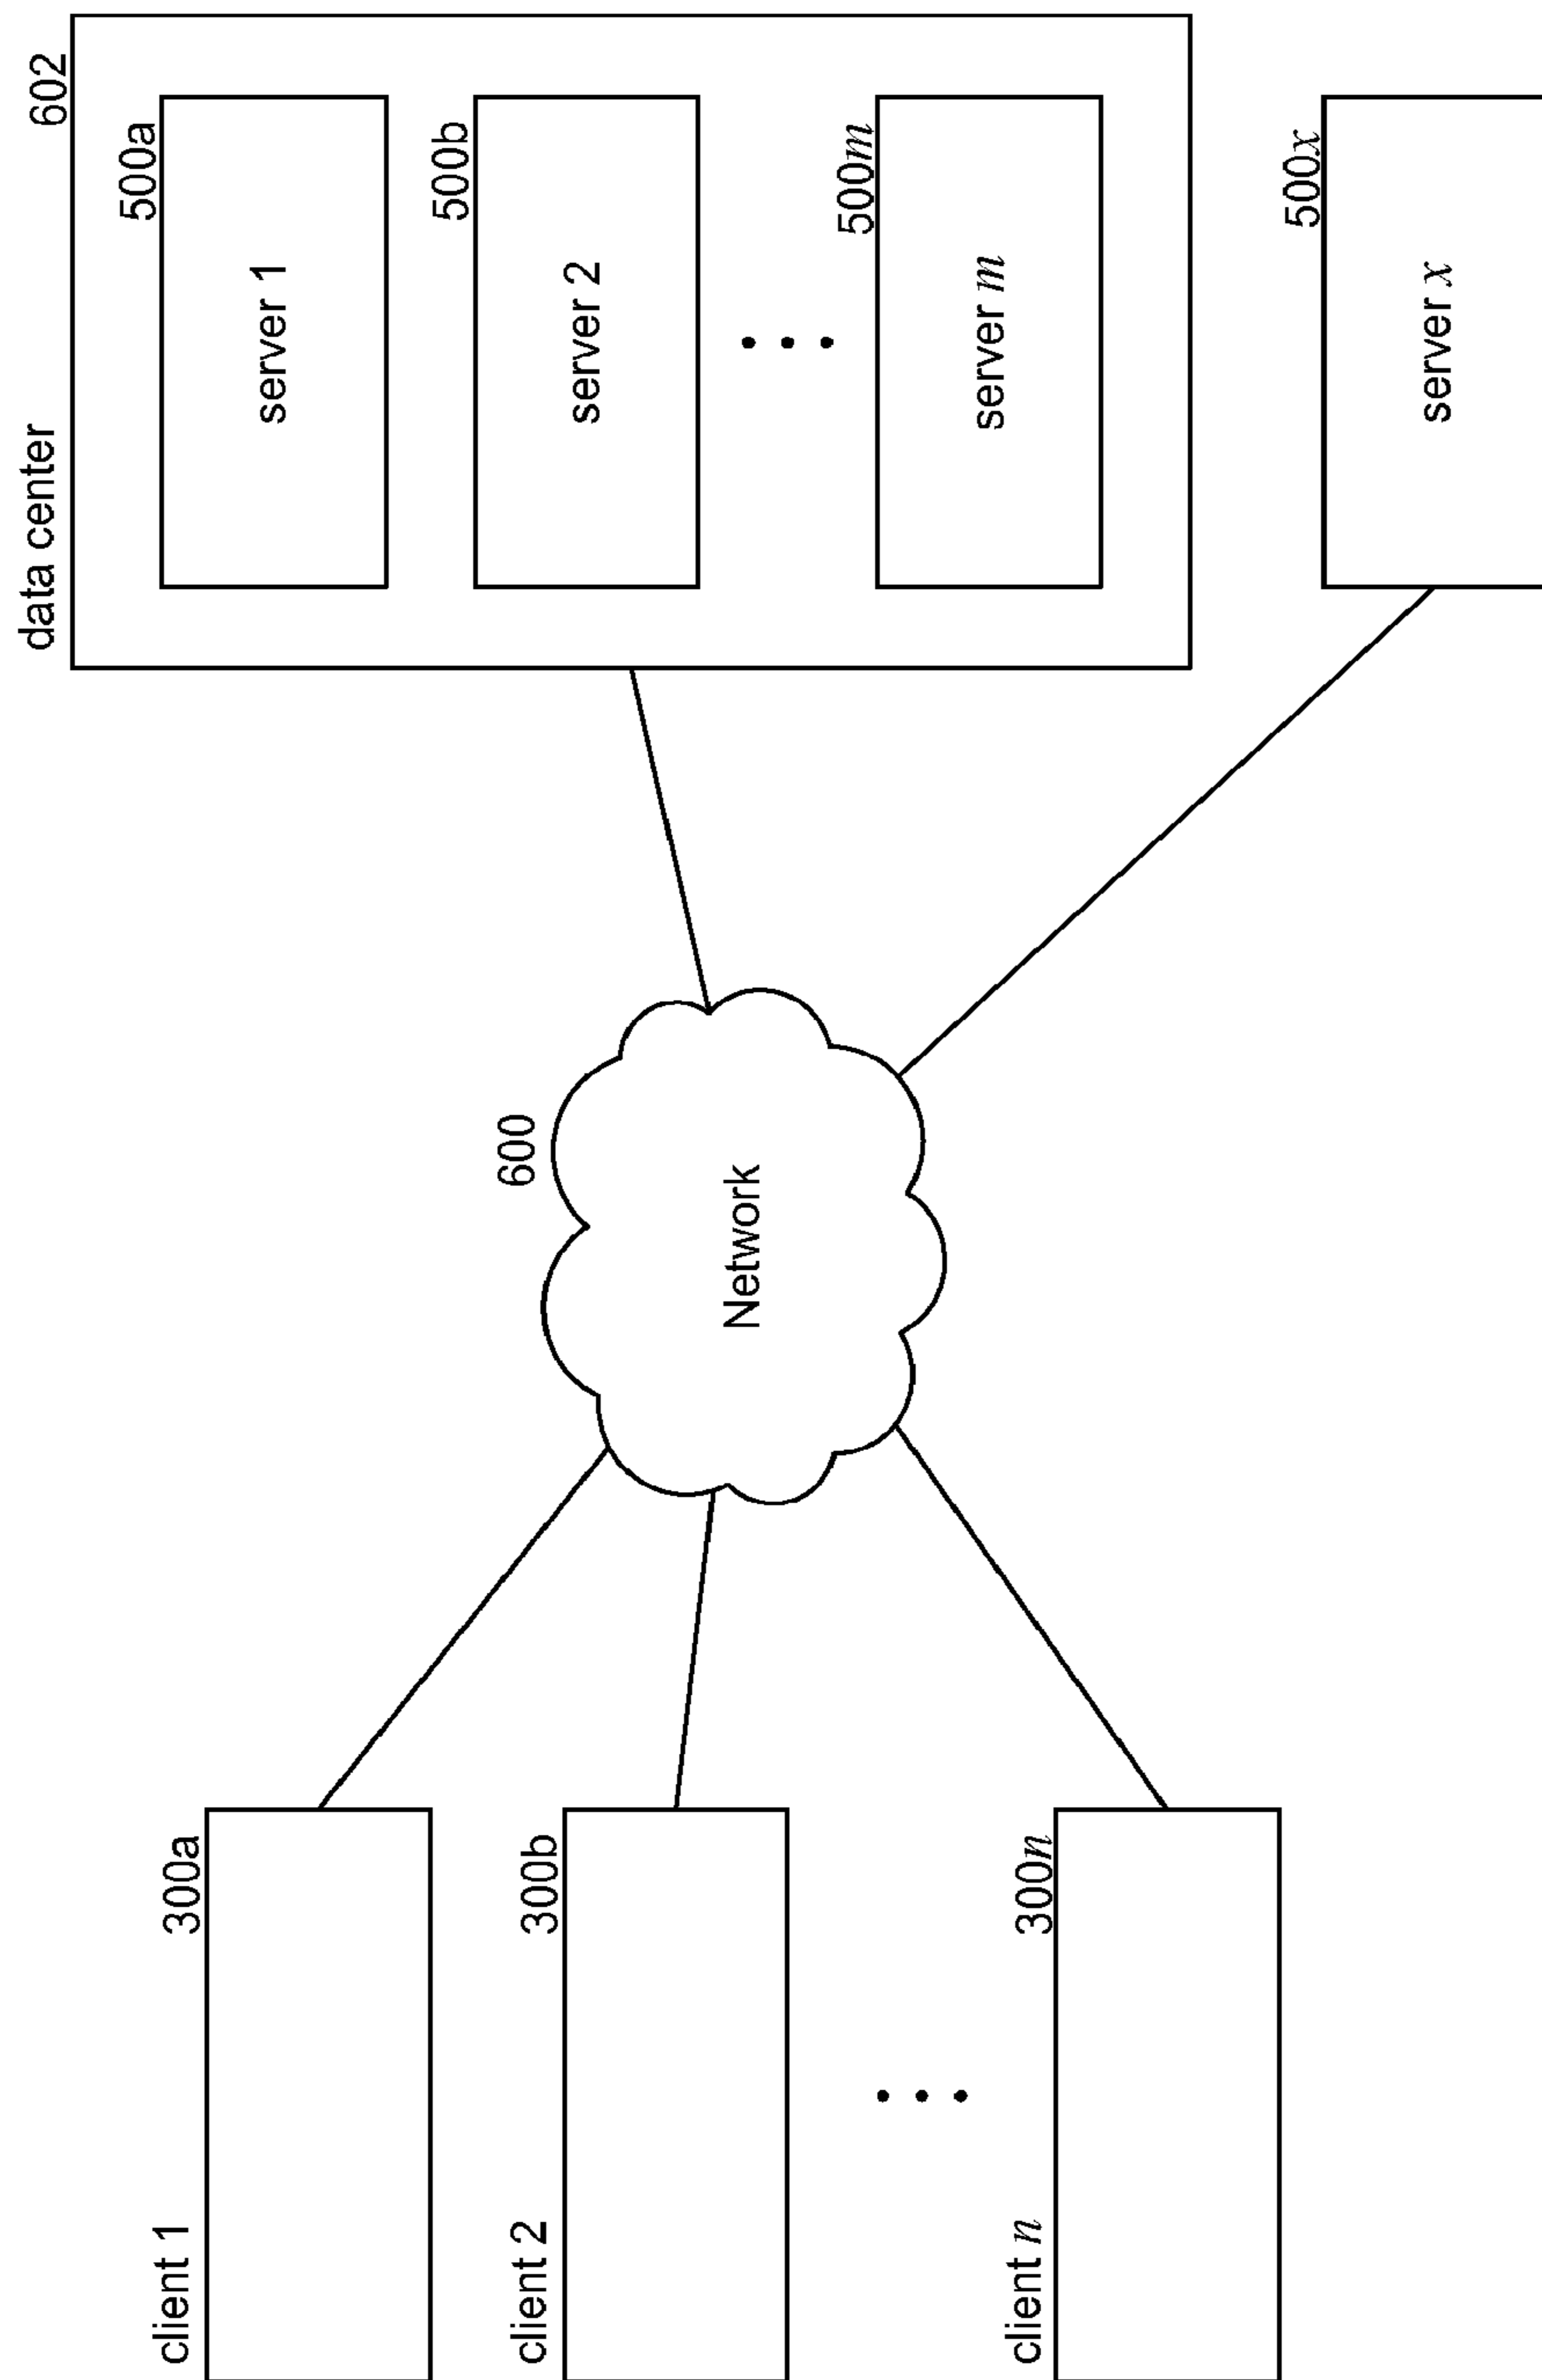 client 1
300a
client 2
300b
client n
300n
600
Network
data center
602
500a
server 1
500b
server 2
500m
server m
500x
server x